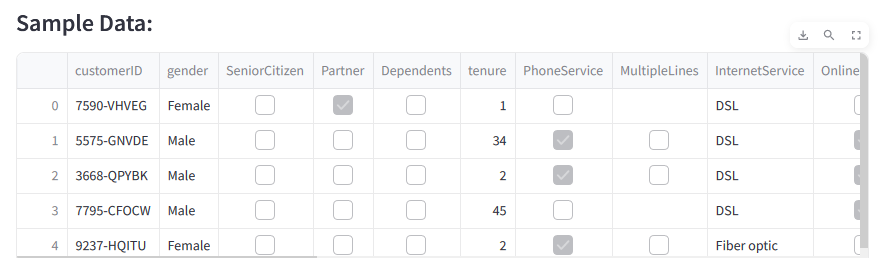 Sample Data:
customerID gender SeniorCitizen Partner Dependents tenure PhoneService MultipleLines InternetService Online
0 7590-VHVEG Female 1 DSL
1 5575-GNVDE Male 34 DSL
2 3668-QPYBK Male 2 DSL
3 7795-CFOCW Male 45 DSL
4 9237-HQITU Female 2 Fiber optic